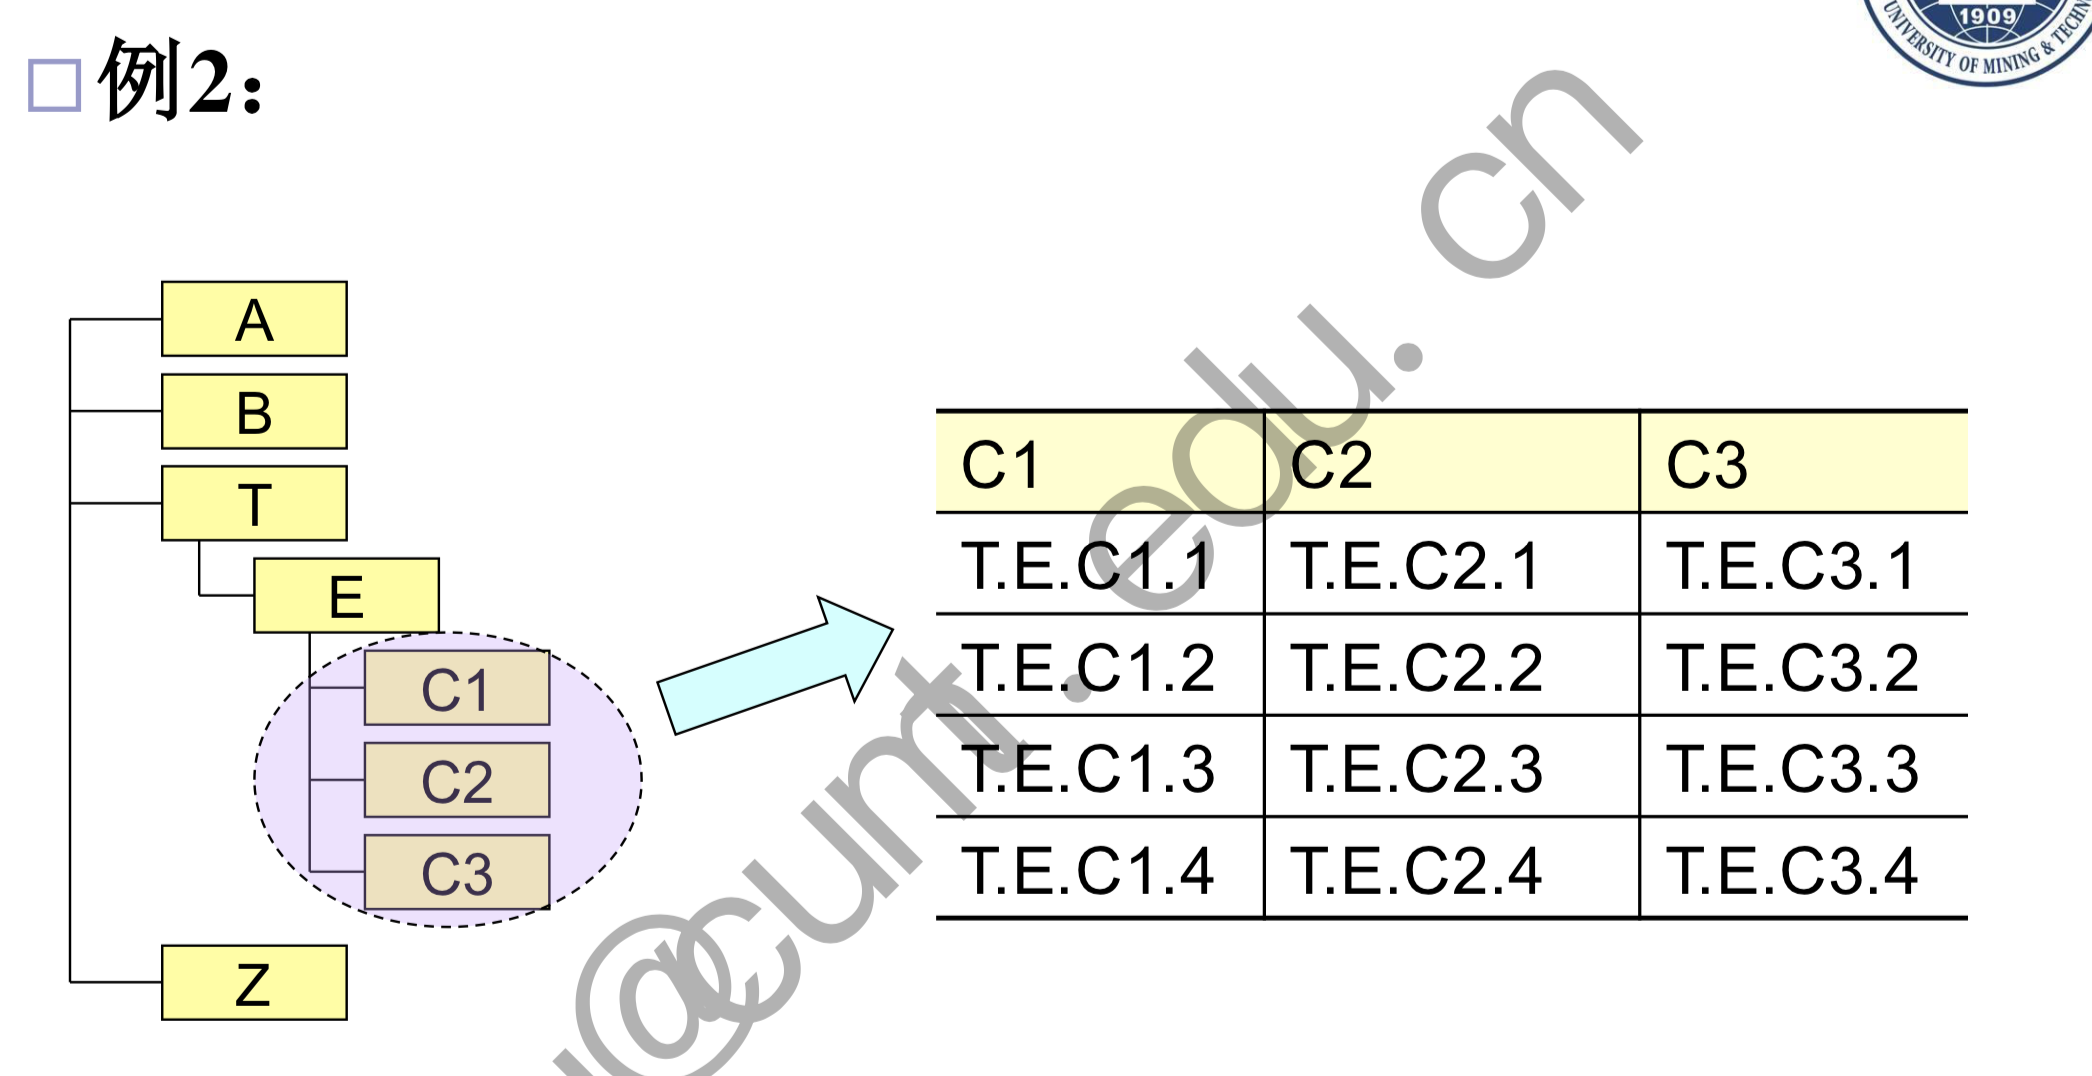 例2：
1909
UNIVERSITY OF MINING & TECHN
A
B
T
E
C1
C2
C3
Z
C1 C2 C3
T.E.C1.1 T.E.C2.1 T.E.C3.1
T.E.C1.2 T.E.C2.2 T.E.C3.2
T.E.C1.3 T.E.C2.3 T.E.C3.3
T.E.C1.4 T.E.C2.4 T.E.C3.4
@cumt.edu.cn